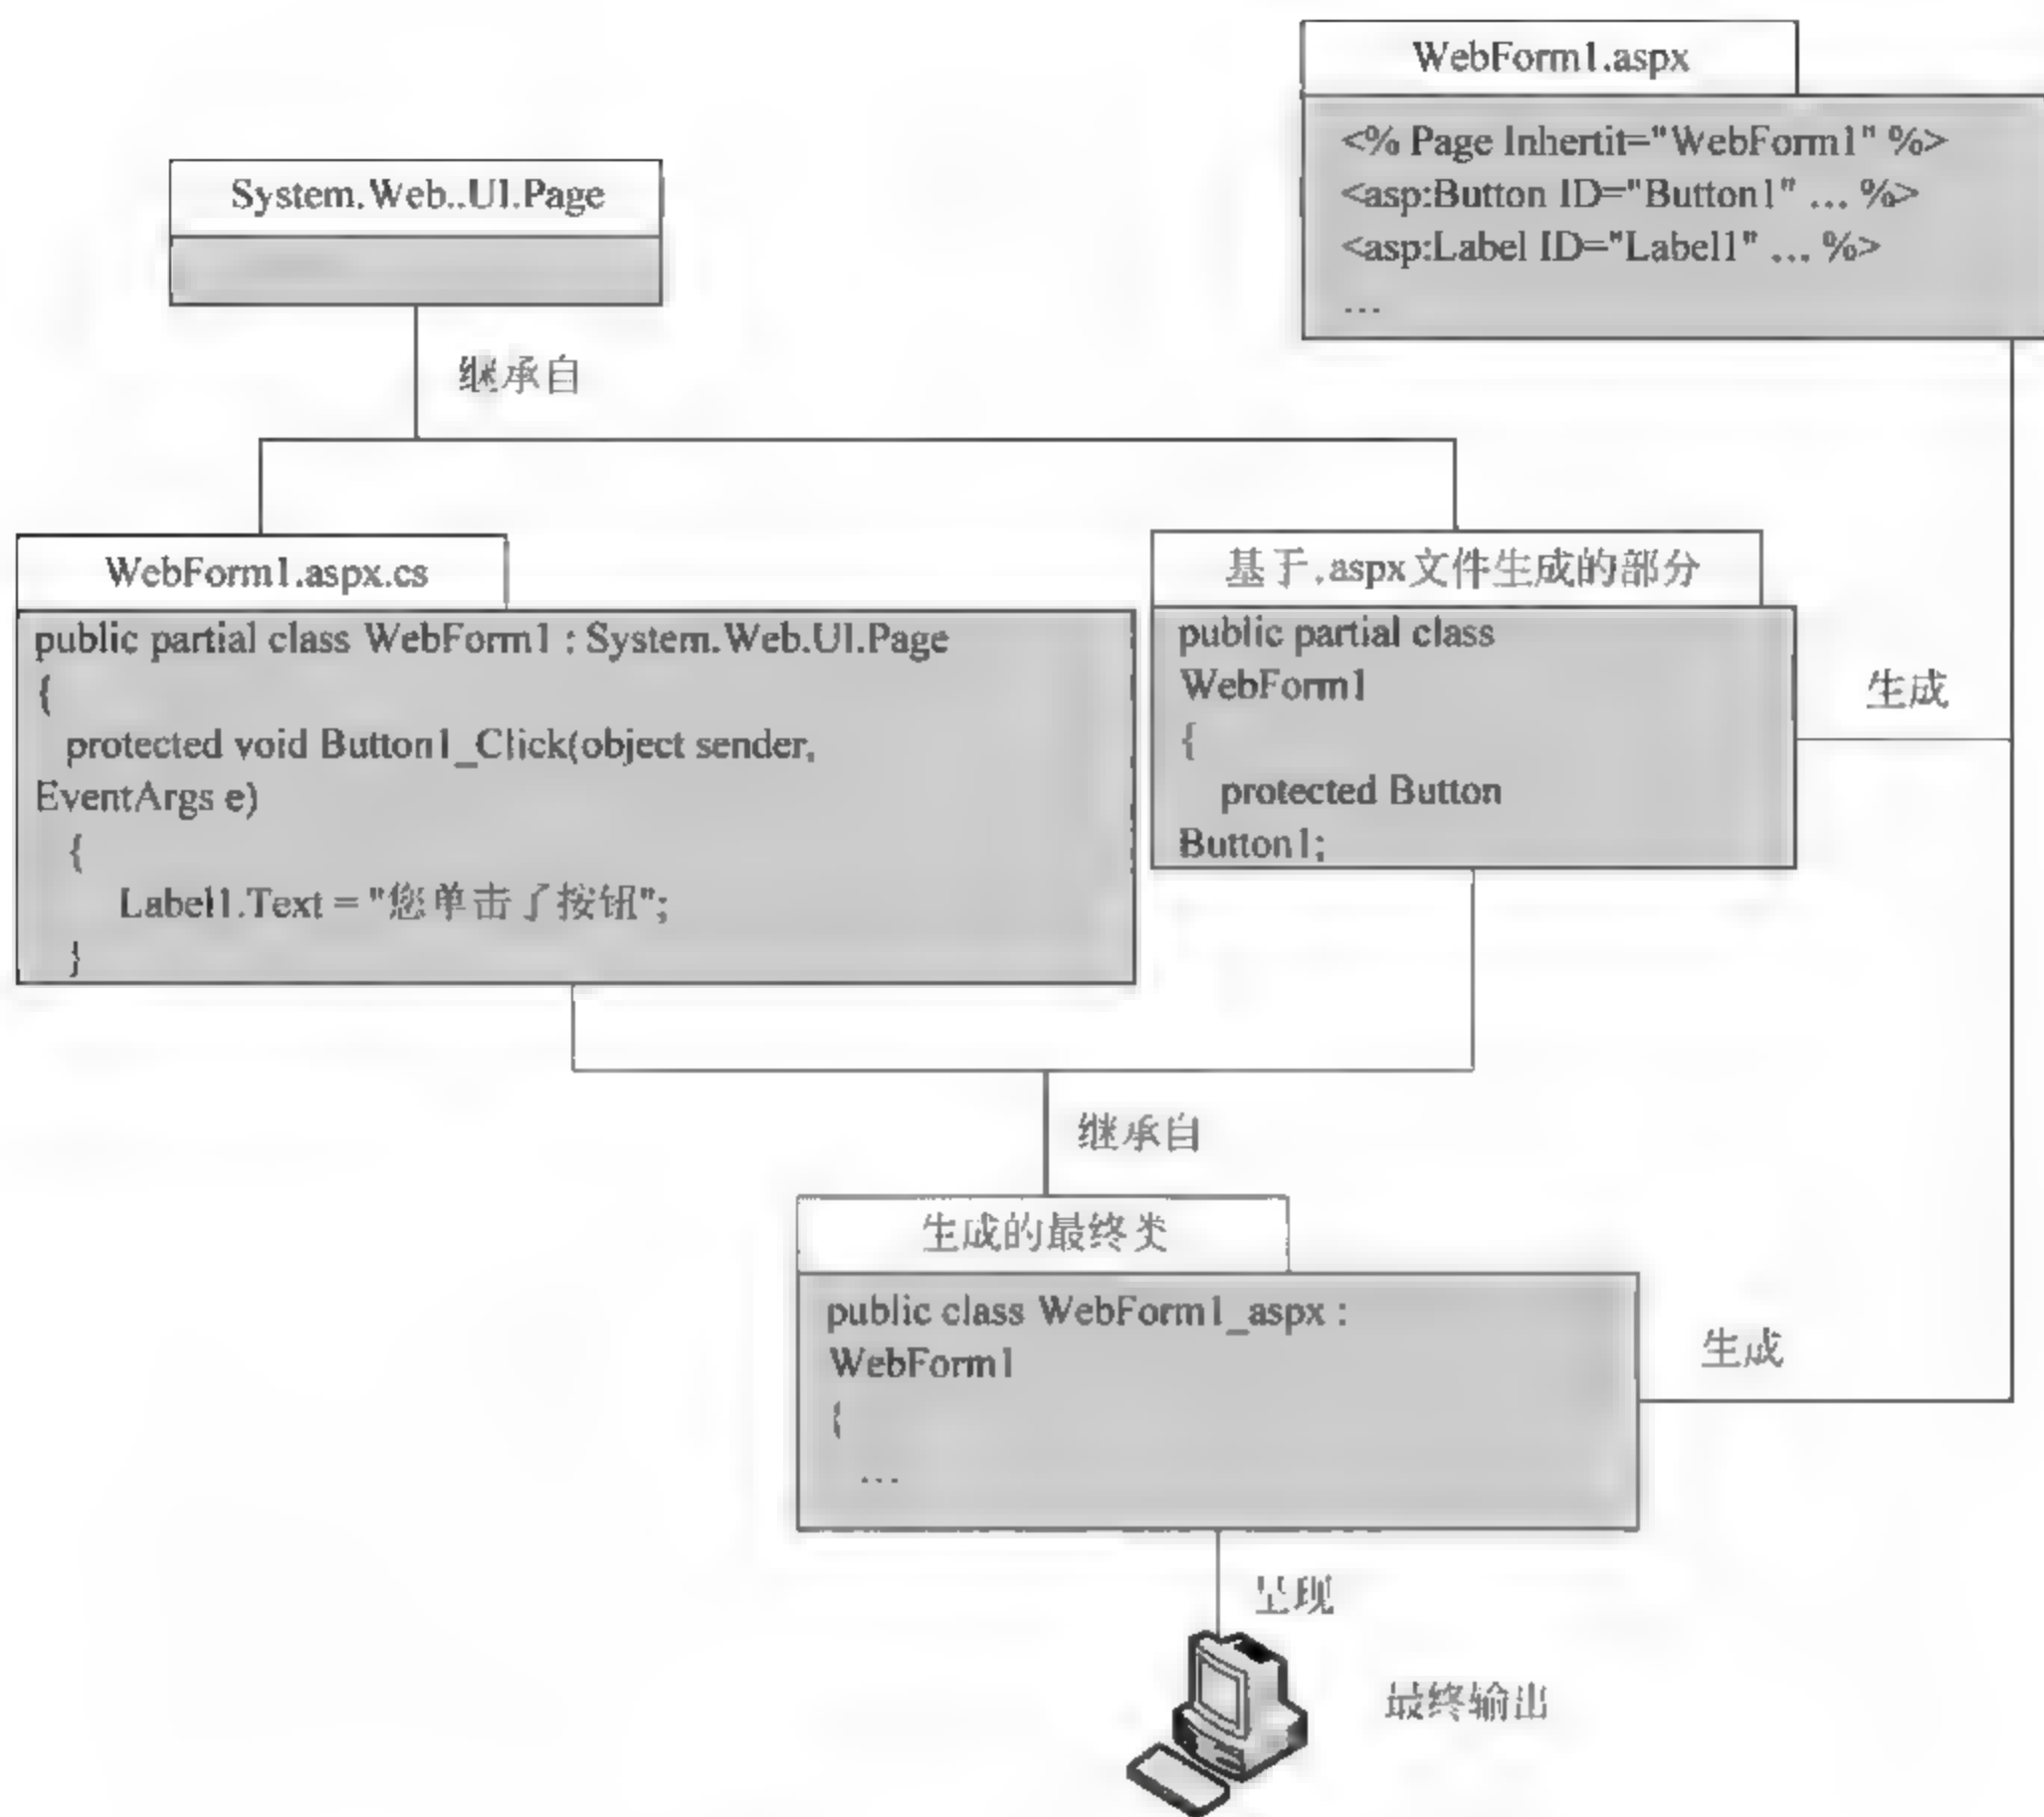 WebForm1.aspx
<% Page Inhertit="WebForm1" %>
<asp:Button ID="Button1" ... %>
<asp:Label ID="Label1" ... %>
...
System.Web..UI.Page
继承自
WebForm1.aspx.cs
public partial class WebForm1 : System.Web.UI.Page
{
protected void Button1_Click(object sender,
EventArgs e)
{
Label1.Text = "您单击了按钮";
}
基于.aspx文件生成的部分
public partial class
WebForm1
{
protected Button
Button1;
生成
继承自
生成的最终类
public class WebForm1_aspx :
WebForm1
{
...
生成
呈现
最终输出